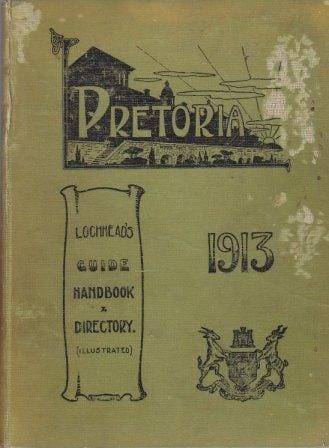 PRETORIA
LOCHHEAD'S
GUIDE
HANDBOOK
&
DIRECTORY.
(ILLUSTRATED)
1913